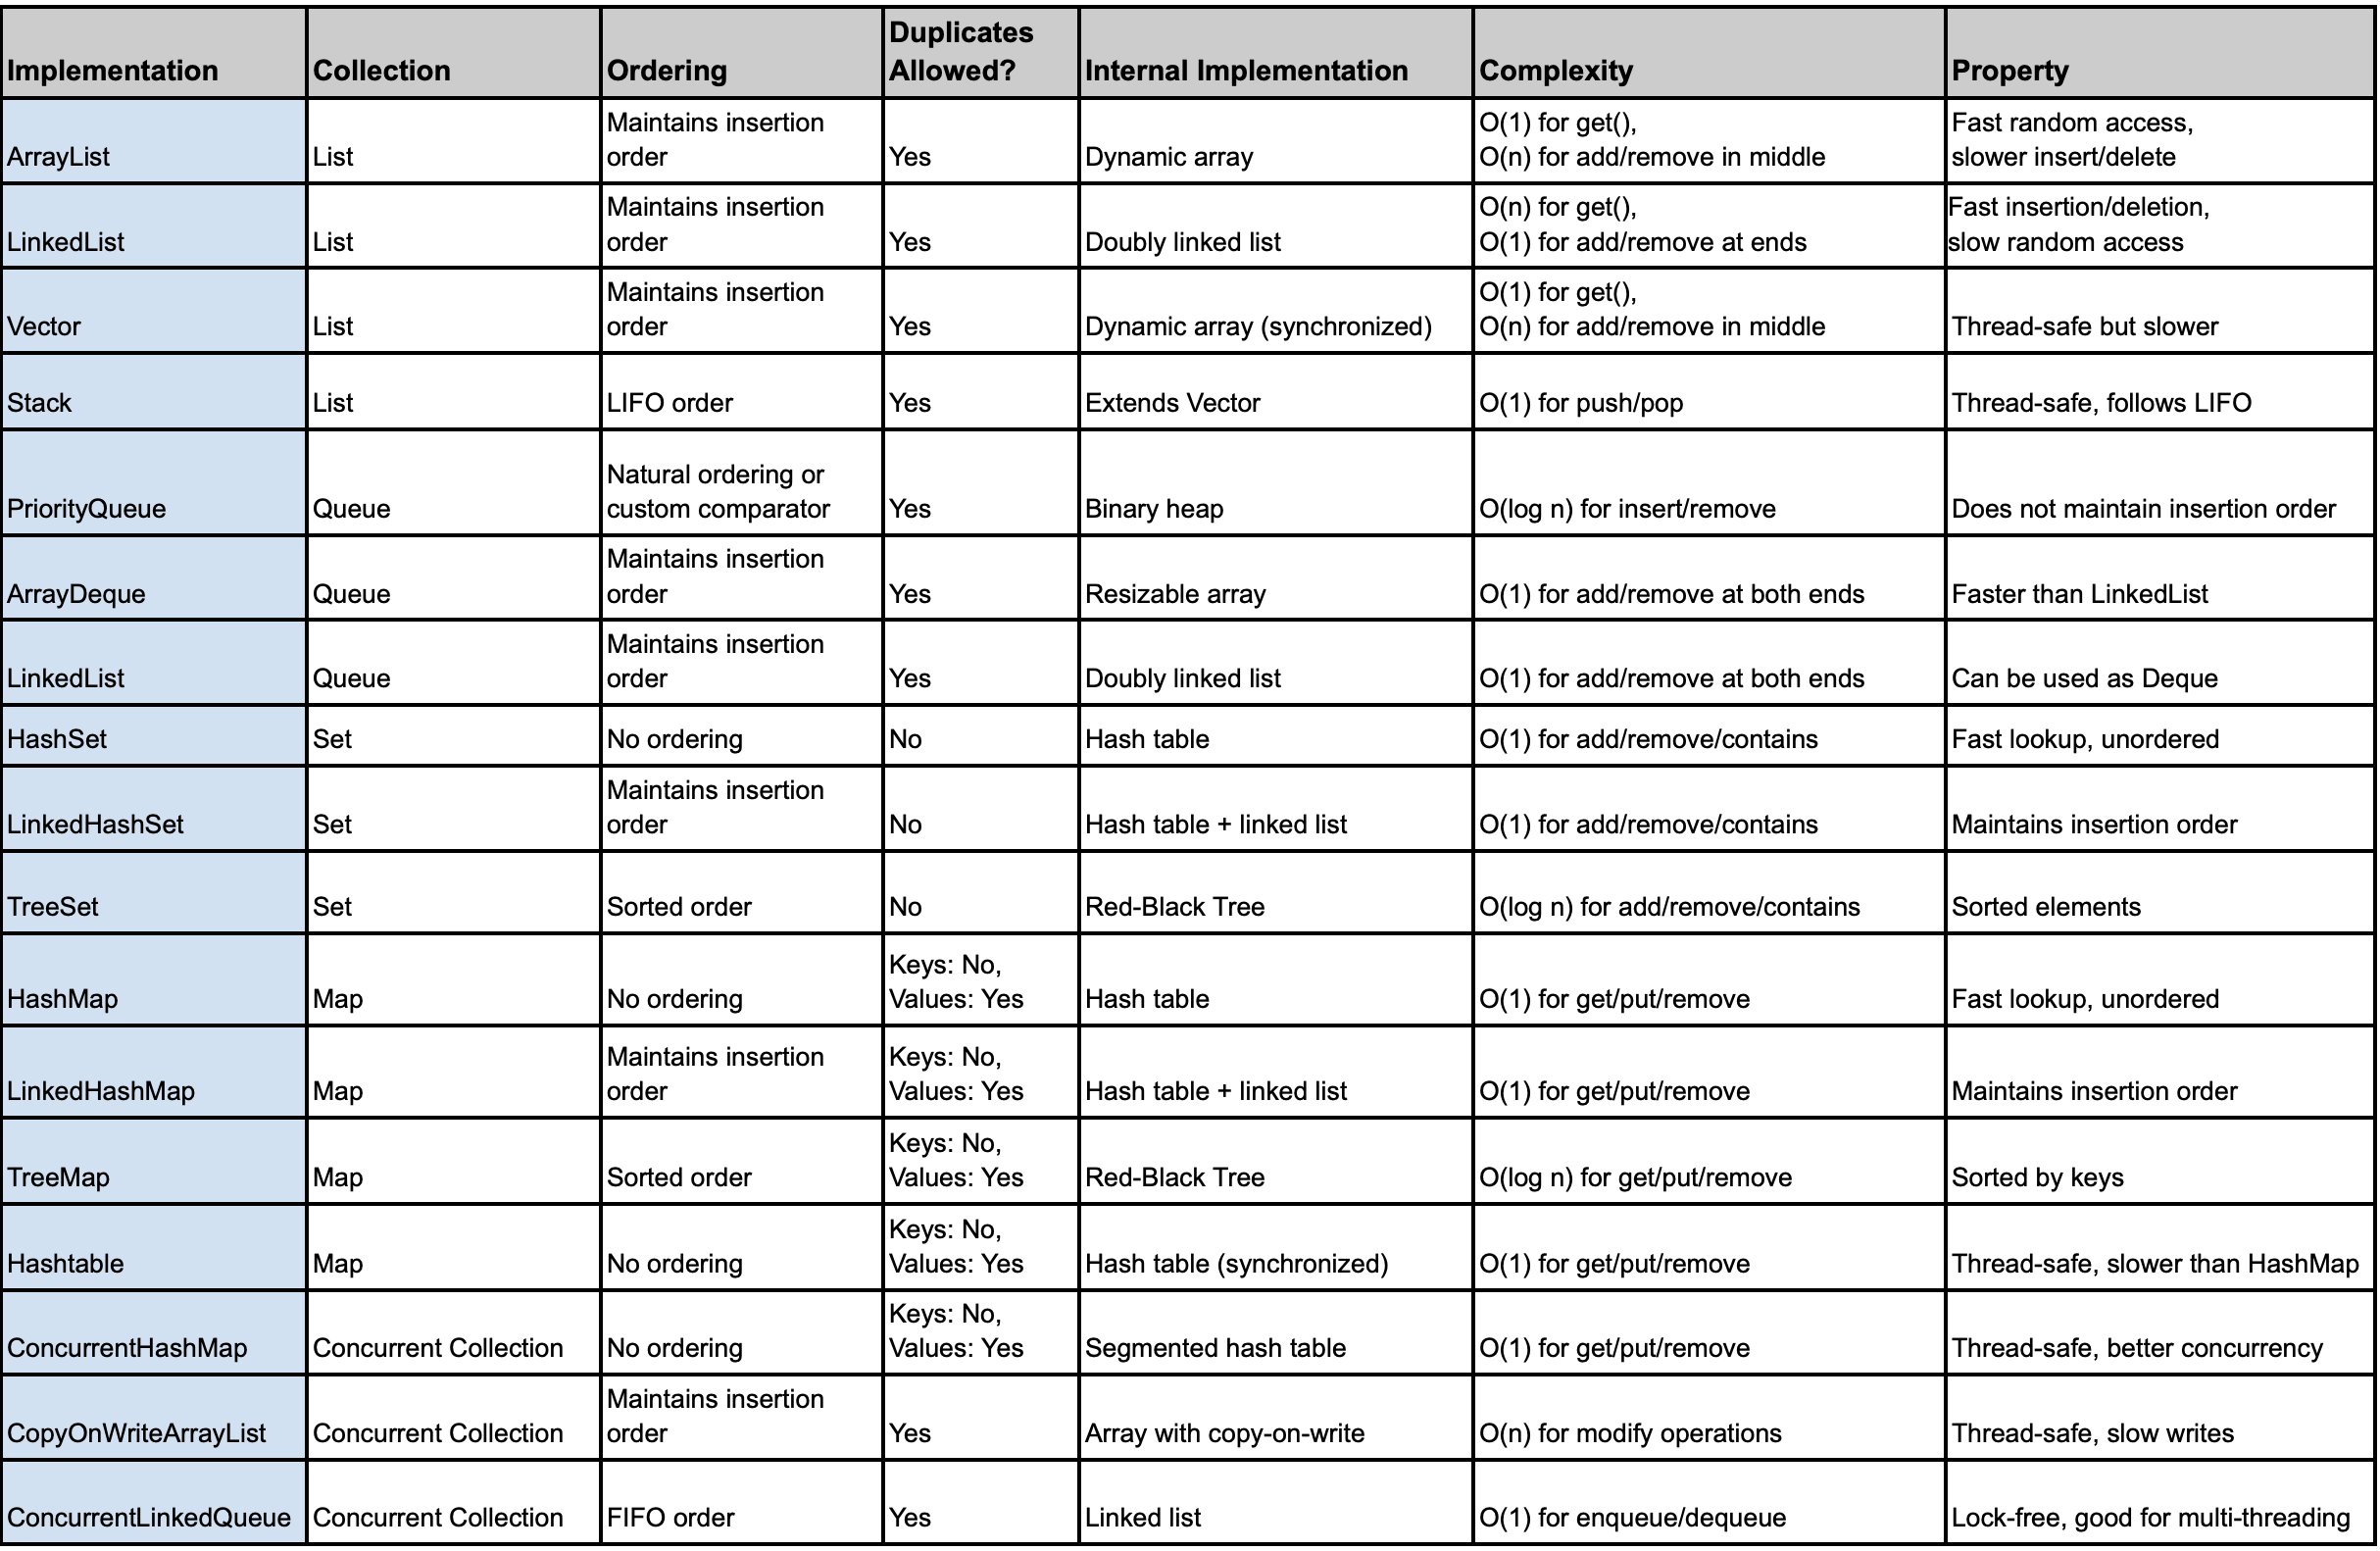 Implementation Collection Ordering Duplicates Allowed? Internal Implementation Complexity Property
ArrayList List Maintains insertion order Yes Dynamic array O(1) for get(), O(n) for add/remove in middle Fast random access, slower insert/delete
LinkedList List Maintains insertion order Yes Doubly linked list O(n) for get(), O(1) for add/remove at ends Fast insertion/deletion, slow random access
Vector List Maintains insertion order Yes Dynamic array (synchronized) O(1) for get(), O(n) for add/remove in middle Thread-safe but slower
Stack List LIFO order Yes Extends Vector O(1) for push/pop Thread-safe, follows LIFO
PriorityQueue Queue Natural ordering or custom comparator Yes Binary heap O(log n) for insert/remove Does not maintain insertion order
ArrayDeque Queue Maintains insertion order Yes Resizable array O(1) for add/remove at both ends Faster than LinkedList
LinkedList Queue Maintains insertion order Yes Doubly linked list O(1) for add/remove at both ends Can be used as Deque
HashSet Set No ordering No Hash table O(1) for add/remove/contains Fast lookup, unordered
LinkedHashSet Set Maintains insertion order No Hash table + linked list O(1) for add/remove/contains Maintains insertion order
TreeSet Set Sorted order No Red-Black Tree O(log n) for add/remove/contains Sorted elements
HashMap Map No ordering Keys: No, Values: Yes Hash table O(1) for get/put/remove Fast lookup, unordered
LinkedHashMap Map Maintains insertion order Keys: No, Values: Yes Hash table + linked list O(1) for get/put/remove Maintains insertion order
TreeMap Map Sorted order Keys: No, Values: Yes Red-Black Tree O(log n) for get/put/remove Sorted by keys
Hashtable Map No ordering Keys: No, Values: Yes Hash table (synchronized) O(1) for get/put/remove Thread-safe, slower than HashMap
ConcurrentHashMap Concurrent Collection No ordering Keys: No, Values: Yes Segmented hash table O(1) for get/put/remove Thread-safe, better concurrency
CopyOnWriteArrayList Concurrent Collection Maintains insertion order Yes Array with copy-on-write O(n) for modify operations Thread-safe, slow writes
ConcurrentLinkedQueue Concurrent Collection FIFO order Yes Linked list O(1) for enqueue/dequeue Lock-free, good for multi-threading